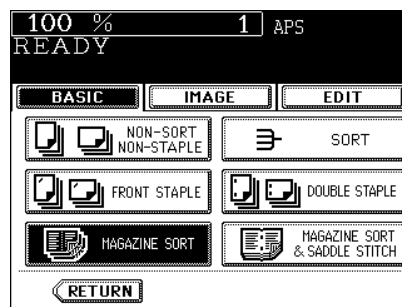 100 % 1 APS
READY
BASIC IMAGE EDIT
NON-SORT
NON-STAPLE
SORT
FRONT STAPLE
DOUBLE STAPLE
MAGAZINE SORT
MAGAZINE SORT
& SADDLE STITCH
RETURN